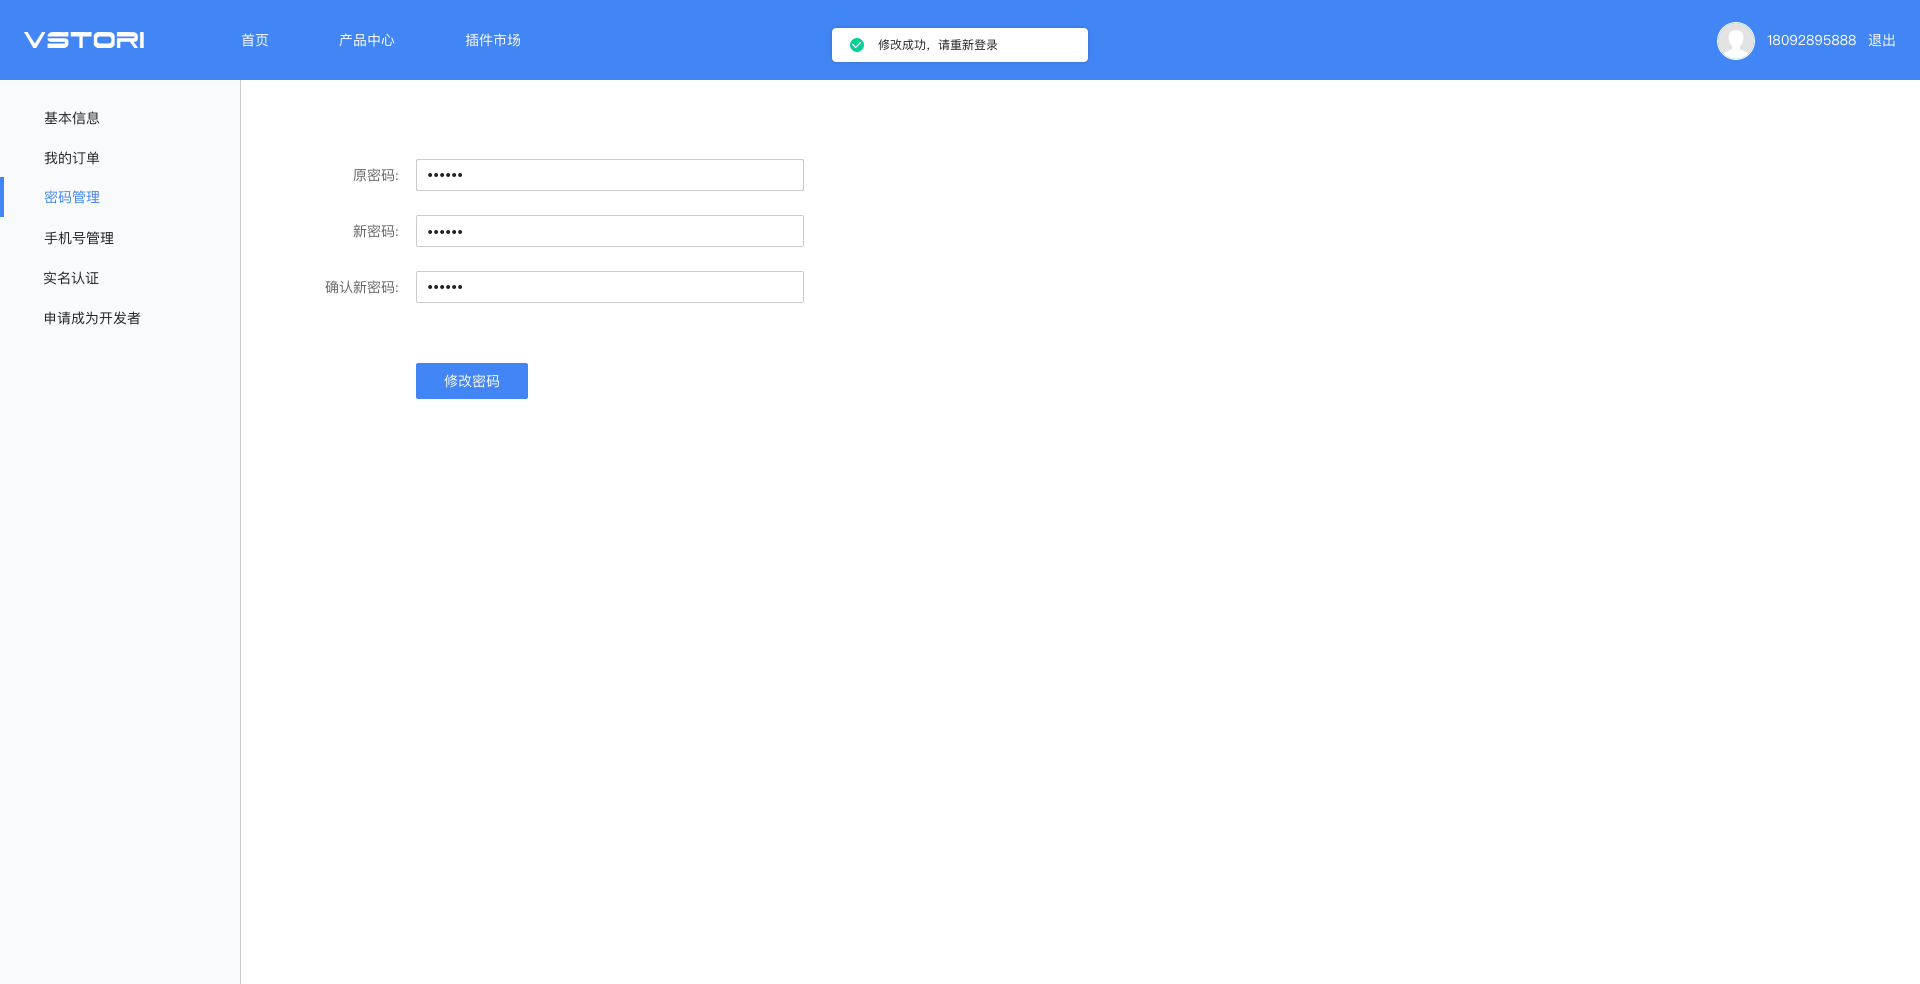 VSTORI
首页
产品中心
插件市场
修改成功，请重新登录
18092895888
退出
基本信息
我的订单
密码管理
手机号管理
实名认证
申请成为开发者
原密码:
••••••
新密码:
••••••
确认新密码:
••••••
修改密码